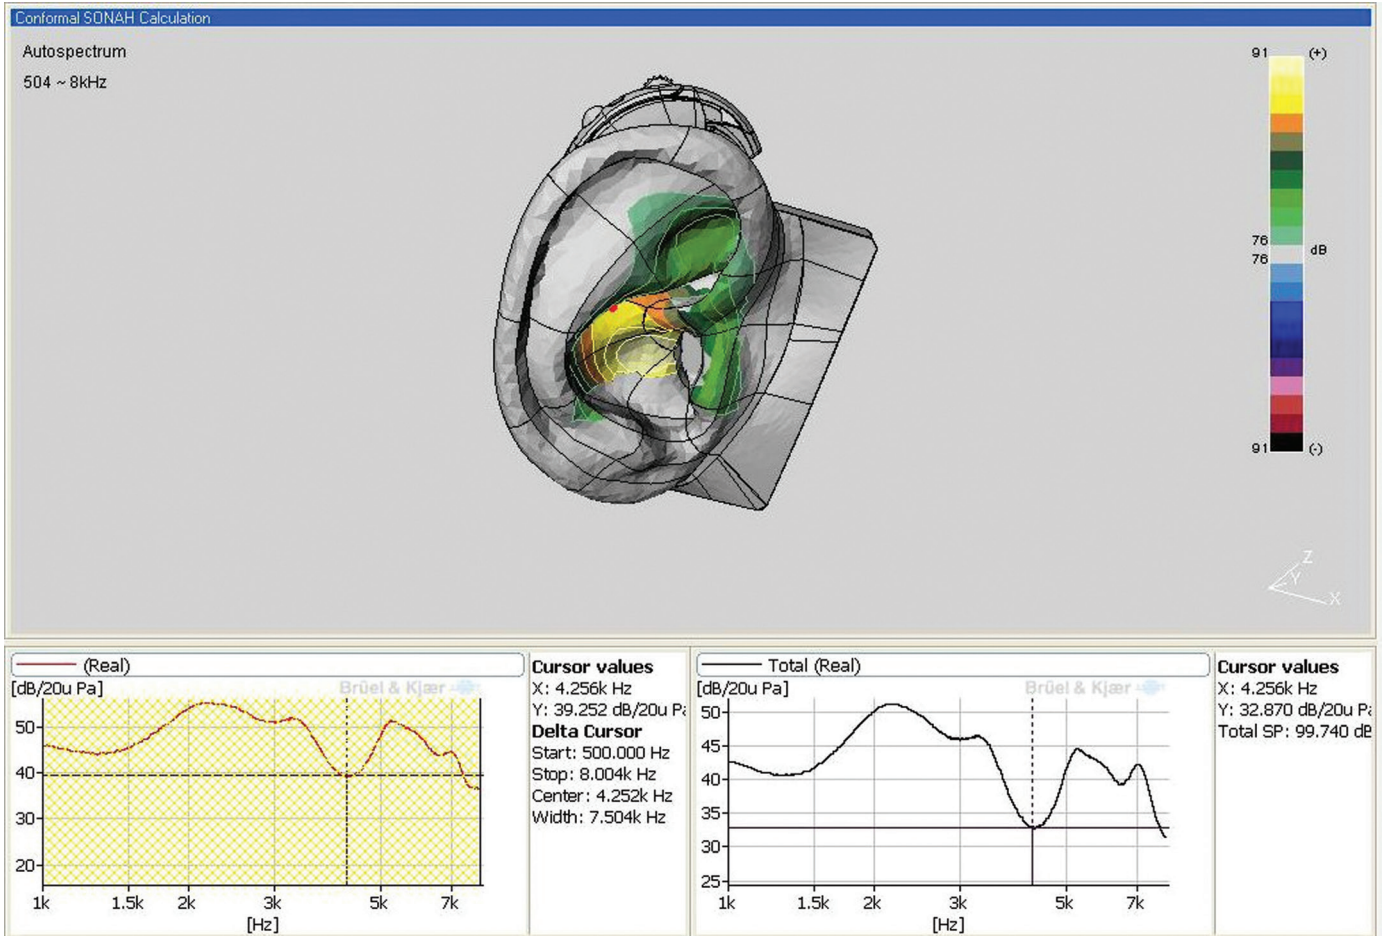 Conformal SONAH Calculation
Autospectrum
504 ~ 8kHz
91 (+)
76
76
dB
91 (-)
Z
Y
X
(Real)
[dB/20u Pa]
Brüel & Kjær
50
40
30
20
1k 1.5k 2k 3k 5k 7k
[Hz]
Cursor values
X: 4.256k Hz
Y: 39.252 dB/20u Pa
Delta Cursor
Start: 500.000 Hz
Stop: 8.004k Hz
Center: 4.252k Hz
Width: 7.504k Hz
Total (Real)
[dB/20u Pa]
Brüel & Kjær
50
45
40
35
30
25
1k 1.5k 2k 3k 5k 7k
[Hz]
Cursor values
X: 4.256k Hz
Y: 32.870 dB/20u Pa
Total SP: 99.740 dB